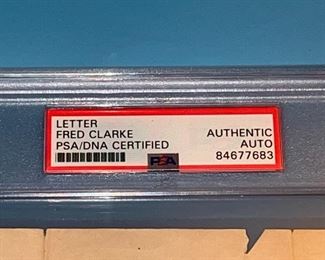 LETTER
FRED CLARKE
PSA/DNA CERTIFIED
AUTHENTIC
AUTO
84677683
PSA